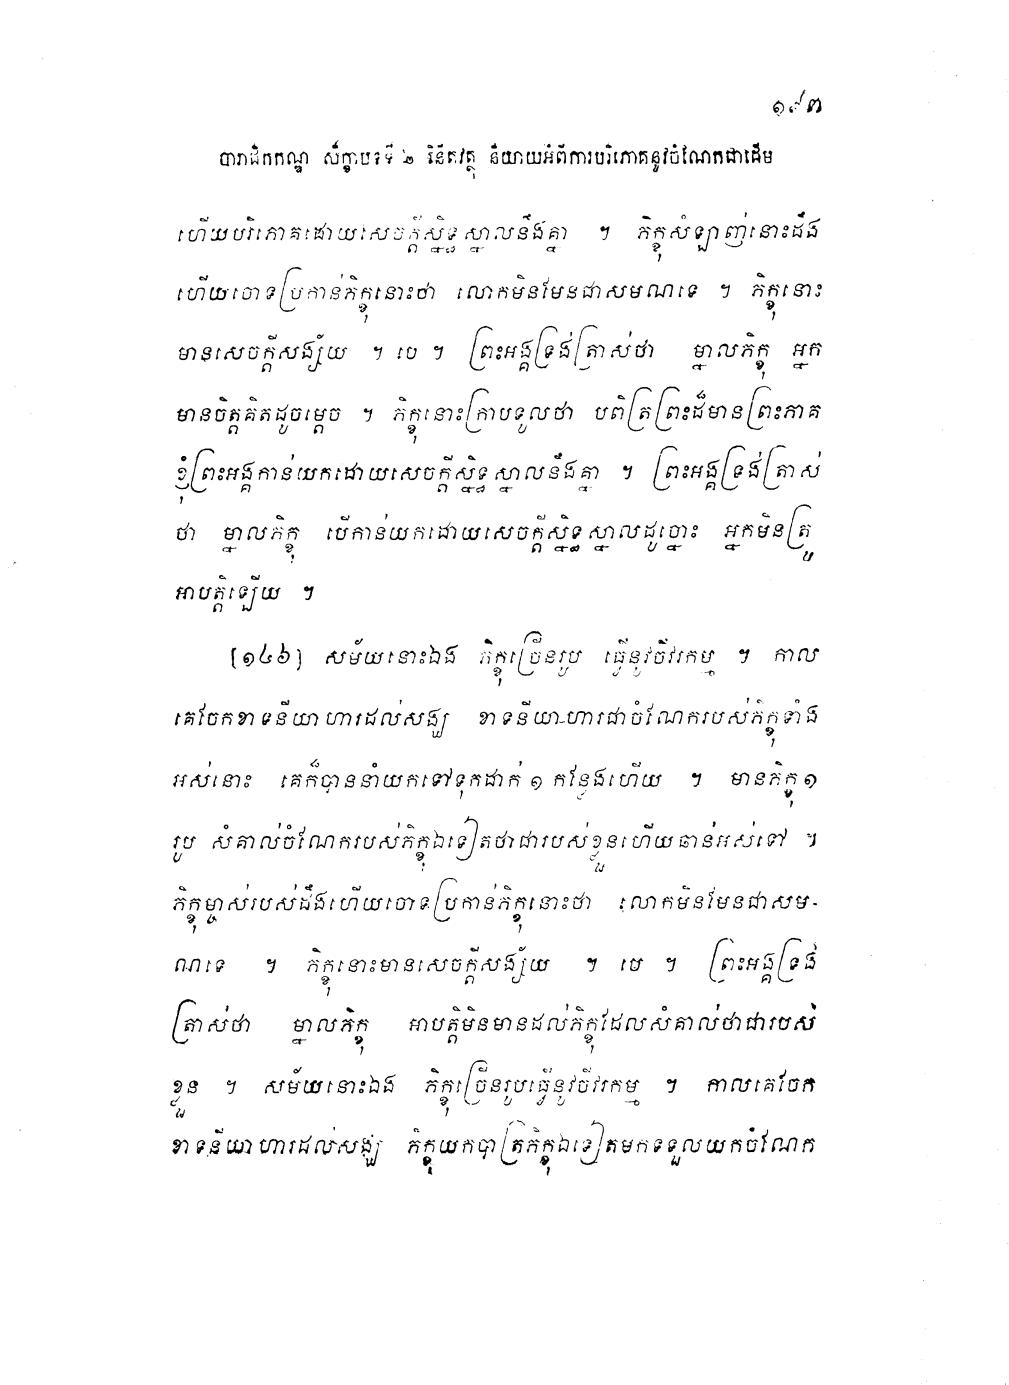 ១៩៣
បារាជិកកណ្ឌ សិក្ខាបទទី ២ វិនីតវត្ថុ និយាយអំពីការបរិភោគនូវចំណែកជាដើម
ហើយបរិភោគដោយសេចក្តីស្និទ្ធស្នាលនឹងគ្នា ។ ភិក្ខុសំឡាញ់នោះដឹង
ហើយចោទប្រកាន់ភិក្ខុនោះថា លោកមិនមែនជាសមណទេ ។ ភិក្ខុនោះ
មានសេចក្តីសង្ស័យ ។ បេ ។ ព្រះអង្គទ្រង់ត្រាស់ថា ម្នាលភិក្ខុ អ្នក
មានចិត្តគិតដូចម្តេច ។ ភិក្ខុនោះក្រាបទូលថា បពិត្រព្រះដ៏មានព្រះភាគ
ខ្ញុំព្រះអង្គកាន់យកដោយសេចក្តីស្និទ្ធស្នាលនឹងគ្នា ។ ព្រះអង្គទ្រង់ត្រាស់
ថា ម្នាលភិក្ខុ បើកាន់យកដោយសេចក្តីស្និទ្ធស្នាលដូច្នោះ អ្នកមិនត្រូវ
អាបត្តិឡើយ ។
[១៤៦] សម័យនោះឯង ភិក្ខុច្រើនរូប ធ្វើនូវចីវរកម្ម ។ កាល
គេចែកខាទនីយាហារដល់សង្ឃ ខាទនីយាហារជាចំណែករបស់ភិក្ខុទាំង
អស់នោះ គេក៏បាននាំយកទៅទុកដាក់ ១ កន្លែងហើយ ។ មានភិក្ខុ ១
រូប សំគាល់ចំណែករបស់ភិក្ខុឯទៀតថាជារបស់ខ្លួនហើយឆាន់អស់ទៅ ។
ភិក្ខុម្ចាស់របស់ដឹងហើយចោទប្រកាន់ភិក្ខុនោះថា លោកមិនមែនជាសម-
ណទេ ។ ភិក្ខុនោះមានសេចក្តីសង្ស័យ ។ បេ ។ ព្រះអង្គទ្រង់
ត្រាស់ថា ម្នាលភិក្ខុ អាបត្តិមិនមានដល់ភិក្ខុដែលសំគាល់ថាជារបស់
ខ្លួន ។ សម័យនោះឯង ភិក្ខុច្រើនរូបធ្វើនូវចីវរកម្ម ។ កាលគេចែក
ខាទនីយាហារដល់សង្ឃ ភិក្ខុយកបាត្រភិក្ខុឯទៀតមកទទួលយកចំណែក